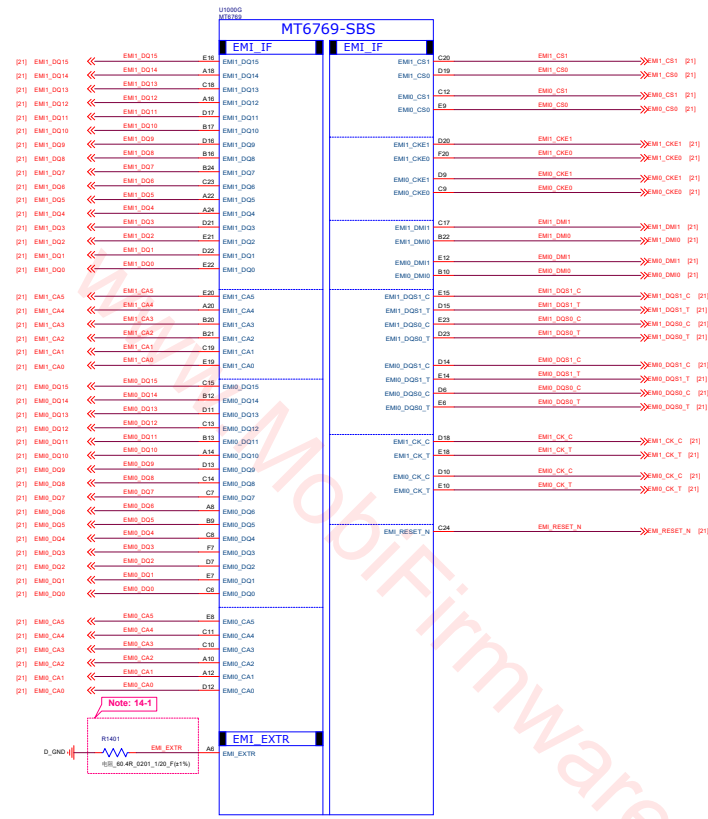 U1000G
MT6769
MT6769-SBS
EMI_IF EMI_IF
[21] EMI1_DQ15 EMI1_DQ15 E16 EMI1_DQ15
[21] EMI1_DQ14 EMI1_DQ14 A18 EMI1_DQ14
[21] EMI1_DQ13 EMI1_DQ13 C18 EMI1_DQ13
[21] EMI1_DQ12 EMI1_DQ12 A16 EMI1_DQ12
[21] EMI1_DQ11 EMI1_DQ11 D17 EMI1_DQ11
[21] EMI1_DQ10 EMI1_DQ10 B17 EMI1_DQ10
[21] EMI1_DQ9 EMI1_DQ9 D16 EMI1_DQ9
[21] EMI1_DQ8 EMI1_DQ8 B16 EMI1_DQ8
[21] EMI1_DQ7 EMI1_DQ7 B24 EMI1_DQ7
[21] EMI1_DQ6 EMI1_DQ6 C23 EMI1_DQ6
[21] EMI1_DQ5 EMI1_DQ5 A22 EMI1_DQ5
[21] EMI1_DQ4 EMI1_DQ4 A24 EMI1_DQ4
[21] EMI1_DQ3 EMI1_DQ3 D21 EMI1_DQ3
[21] EMI1_DQ2 EMI1_DQ2 E21 EMI1_DQ2
[21] EMI1_DQ1 EMI1_DQ1 D22 EMI1_DQ1
[21] EMI1_DQ0 EMI1_DQ0 E22 EMI1_DQ0
[21] EMI1_CA5 EMI1_CA5 E20 EMI1_CA5
[21] EMI1_CA4 EMI1_CA4 A20 EMI1_CA4
[21] EMI1_CA3 EMI1_CA3 B20 EMI1_CA3
[21] EMI1_CA2 EMI1_CA2 B21 EMI1_CA2
[21] EMI1_CA1 EMI1_CA1 C19 EMI1_CA1
[21] EMI1_CA0 EMI1_CA0 E19 EMI1_CA0
[21] EMI0_DQ15 EMI0_DQ15 C15 EMI0_DQ15
[21] EMI0_DQ14 EMI0_DQ14 B12 EMI0_DQ14
[21] EMI0_DQ13 EMI0_DQ13 D11 EMI0_DQ13
[21] EMI0_DQ12 EMI0_DQ12 C13 EMI0_DQ12
[21] EMI0_DQ11 EMI0_DQ11 B13 EMI0_DQ11
[21] EMI0_DQ10 EMI0_DQ10 A14 EMI0_DQ10
[21] EMI0_DQ9 EMI0_DQ9 D13 EMI0_DQ9
[21] EMI0_DQ8 EMI0_DQ8 C14 EMI0_DQ8
[21] EMI0_DQ7 EMI0_DQ7 C7 EMI0_DQ7
[21] EMI0_DQ6 EMI0_DQ6 A8 EMI0_DQ6
[21] EMI0_DQ5 EMI0_DQ5 B9 EMI0_DQ5
[21] EMI0_DQ4 EMI0_DQ4 C8 EMI0_DQ4
[21] EMI0_DQ3 EMI0_DQ3 F7 EMI0_DQ3
[21] EMI0_DQ2 EMI0_DQ2 D7 EMI0_DQ2
[21] EMI0_DQ1 EMI0_DQ1 E7 EMI0_DQ1
[21] EMI0_DQ0 EMI0_DQ0 C6 EMI0_DQ0
[21] EMI0_CA5 EMI0_CA5 E8 EMI0_CA5
[21] EMI0_CA4 EMI0_CA4 C11 EMI0_CA4
[21] EMI0_CA3 EMI0_CA3 C10 EMI0_CA3
[21] EMI0_CA2 EMI0_CA2 A10 EMI0_CA2
[21] EMI0_CA1 EMI0_CA1 A12 EMI0_CA1
[21] EMI0_CA0 EMI0_CA0 D12 EMI0_CA0
Note: 14-1
EMI_EXTR
R1401
D_GND EMI_EXTR A6 EMI_EXTR
电阻_60.4R_0201_1/20_F(±1%)
EMI1_CS1 C20 EMI1_CS1 EMI1_CS1 [21]
EMI1_CS0 D19 EMI1_CS0 EMI1_CS0 [21]
EMI0_CS1 C12 EMI0_CS1 EMI0_CS1 [21]
EMI0_CS0 E9 EMI0_CS0 EMI0_CS0 [21]
EMI1_CKE1 D20 EMI1_CKE1 EMI1_CKE1 [21]
EMI1_CKE0 F20 EMI1_CKE0 EMI1_CKE0 [21]
EMI0_CKE1 D9 EMI0_CKE1 EMI0_CKE1 [21]
EMI0_CKE0 C9 EMI0_CKE0 EMI0_CKE0 [21]
EMI1_DMI1 C17 EMI1_DMI1 EMI1_DMI1 [21]
EMI1_DMI0 B22 EMI1_DMI0 EMI1_DMI0 [21]
EMI0_DMI1 E12 EMI0_DMI1 EMI0_DMI1 [21]
EMI0_DMI0 B10 EMI0_DMI0 EMI0_DMI0 [21]
EMI1_DQS1_C E15 EMI1_DQS1_C EMI1_DQS1_C [21]
EMI1_DQS1_T D15 EMI1_DQS1_T EMI1_DQS1_T [21]
EMI1_DQS0_C E23 EMI1_DQS0_C EMI1_DQS0_C [21]
EMI1_DQS0_T D23 EMI1_DQS0_T EMI1_DQS0_T [21]
EMI0_DQS1_C D14 EMI0_DQS1_C EMI0_DQS1_C [21]
EMI0_DQS1_T E14 EMI0_DQS1_T EMI0_DQS1_T [21]
EMI0_DQS0_C D6 EMI0_DQS0_C EMI0_DQS0_C [21]
EMI0_DQS0_T E6 EMI0_DQS0_T EMI0_DQS0_T [21]
EMI1_CK_C D18 EMI1_CK_C EMI1_CK_C [21]
EMI1_CK_T E18 EMI1_CK_T EMI1_CK_T [21]
EMI0_CK_C D10 EMI0_CK_C EMI0_CK_C [21]
EMI0_CK_T E10 EMI0_CK_T EMI0_CK_T [21]
EMI_RESET_N C24 EMI_RESET_N EMI_RESET_N [21]
www.MobiFirmware